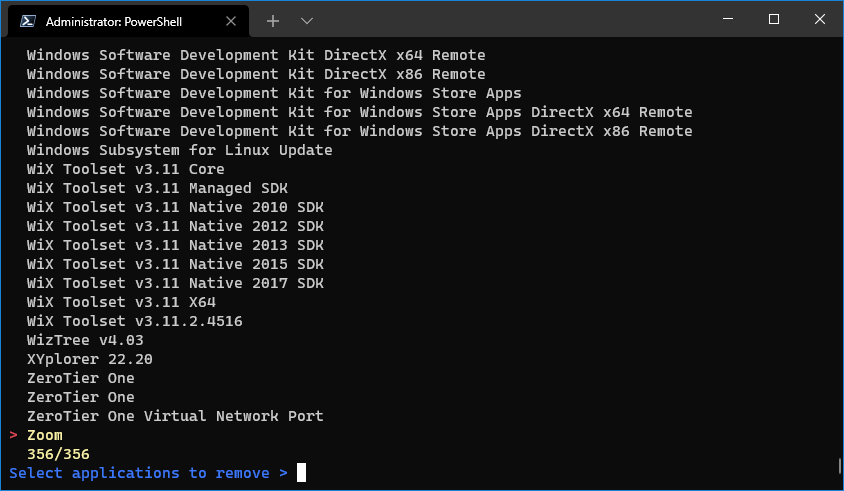 Administrator: PowerShell
Windows Software Development Kit DirectX x64 Remote
Windows Software Development Kit DirectX x86 Remote
Windows Software Development Kit for Windows Store Apps
Windows Software Development Kit for Windows Store Apps DirectX x64 Remote
Windows Software Development Kit for Windows Store Apps DirectX x86 Remote
Windows Subsystem for Linux Update
WiX Toolset v3.11 Core
WiX Toolset v3.11 Managed SDK
WiX Toolset v3.11 Native 2010 SDK
WiX Toolset v3.11 Native 2012 SDK
WiX Toolset v3.11 Native 2013 SDK
WiX Toolset v3.11 Native 2015 SDK
WiX Toolset v3.11 Native 2017 SDK
WiX Toolset v3.11 X64
WiX Toolset v3.11.2.4516
WizTree v4.03
XYplorer 22.20
ZeroTier One
ZeroTier One
ZeroTier One Virtual Network Port
> Zoom
356/356
Select applications to remove >